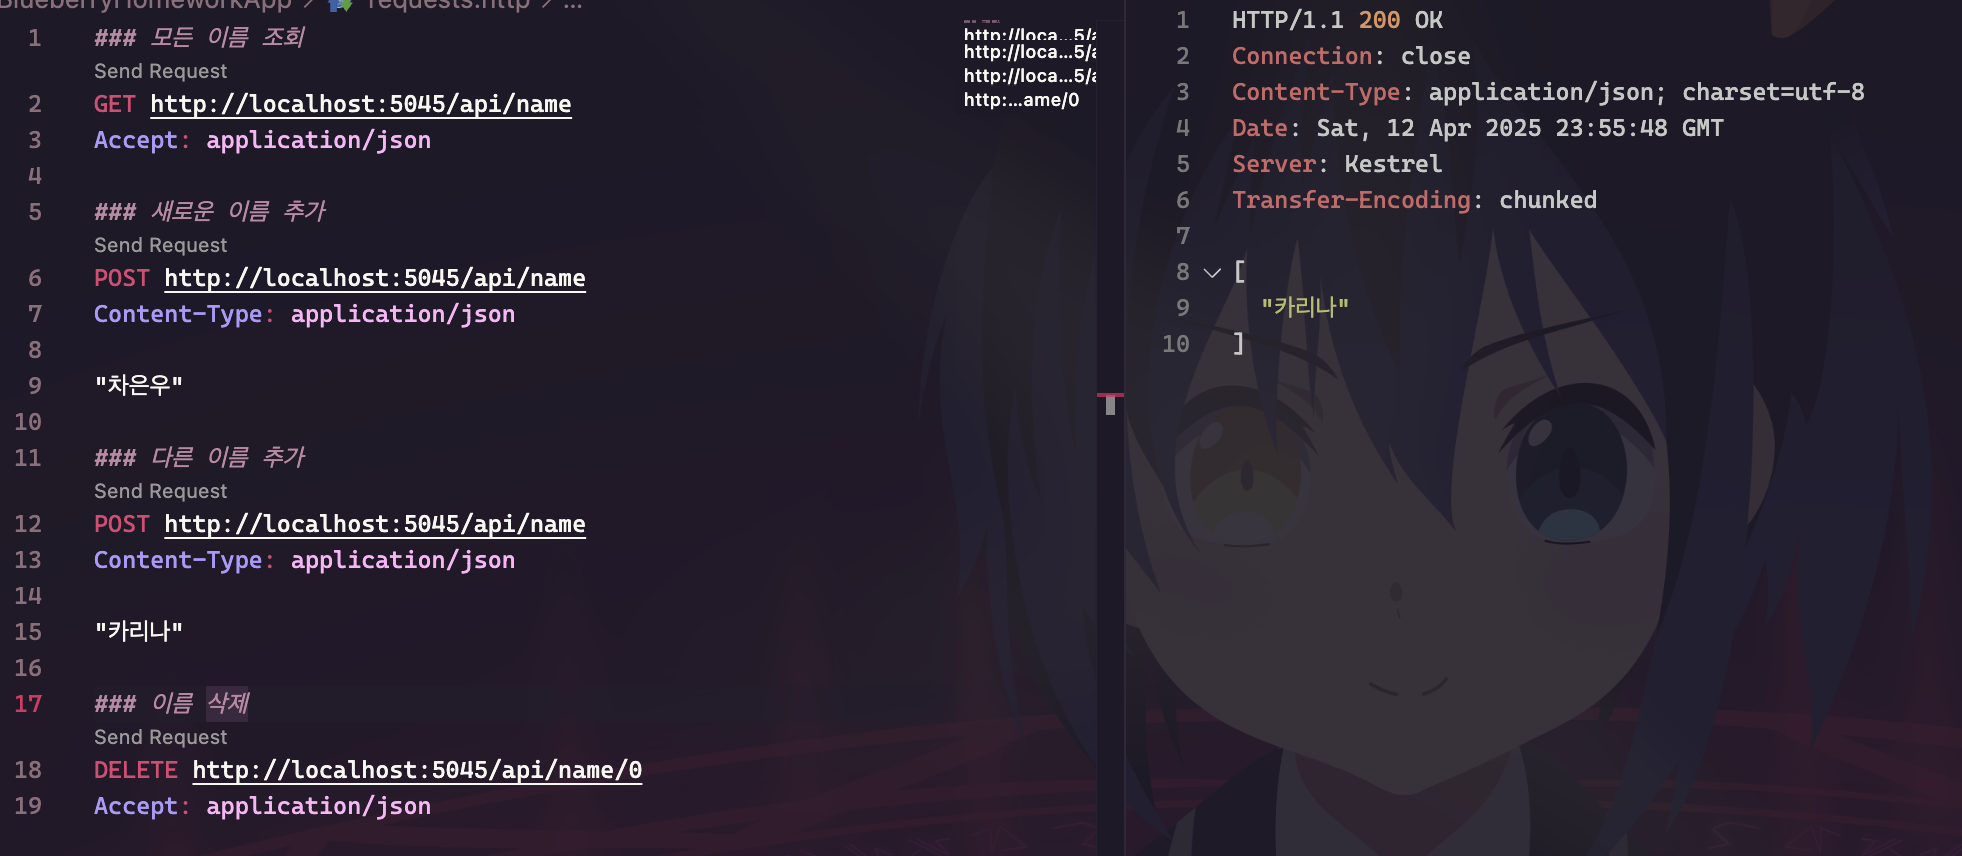 BlueberryHomeworkApp > requests.http > ...
1 ### 모든 이름 조회
Send Request
2 GET http://localhost:5045/api/name
3 Accept: application/json
4
5 ### 새로운 이름 추가
Send Request
6 POST http://localhost:5045/api/name
7 Content-Type: application/json
8
9 "차은우"
10
11 ### 다른 이름 추가
Send Request
12 POST http://localhost:5045/api/name
13 Content-Type: application/json
14
15 "카리나"
16
17 ### 이름 삭제
Send Request
18 DELETE http://localhost:5045/api/name/0
19 Accept: application/json
http://loca...5/a
http://loca...5/a
http://loca...5/a
http:...ame/0
1 HTTP/1.1 200 OK
2 Connection: close
3 Content-Type: application/json; charset=utf-8
4 Date: Sat, 12 Apr 2025 23:55:48 GMT
5 Server: Kestrel
6 Transfer-Encoding: chunked
7
8 [
9 "카리나"
10 ]